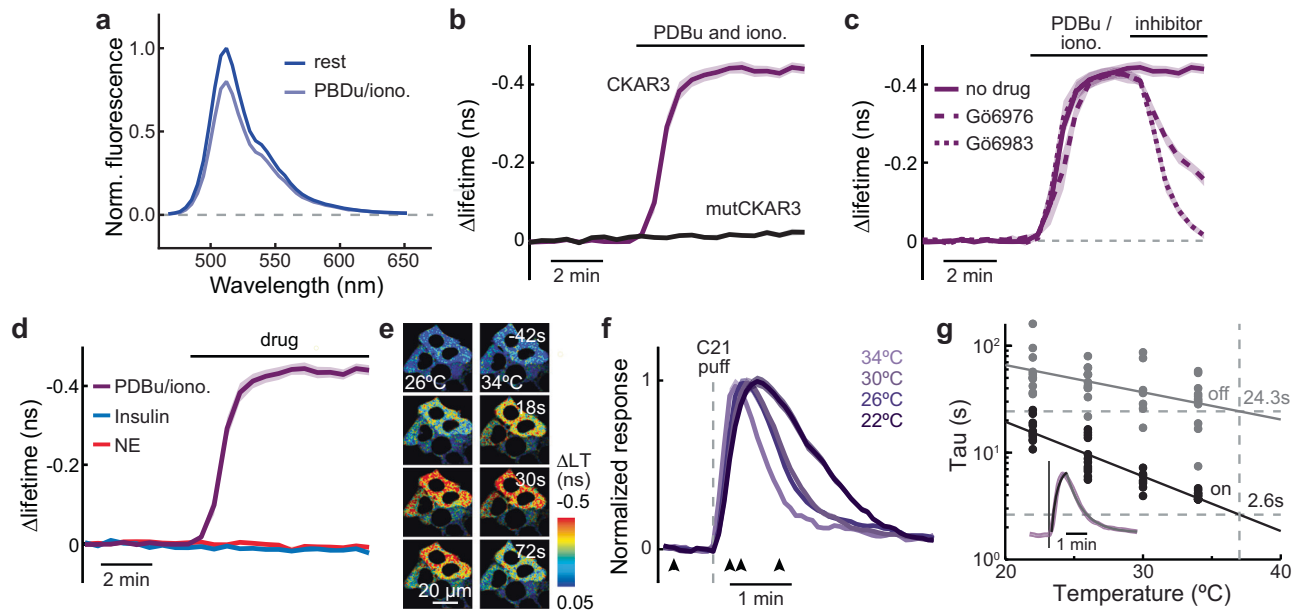 a
Norm. fluorescence
1.0
0.5
0.0
rest
PBDu/iono.
500 550 600 650
Wavelength (nm)
b
PDBu and iono.
CKAR3
mutCKAR3
Δlifetime (ns)
-0.4
-0.2
0
2 min
c
PDBu /
iono.
inhibitor
no drug
Gö6976
Gö6983
Δlifetime (ns)
-0.4
-0.2
0
2 min
d
drug
PDBu/iono.
Insulin
NE
Δlifetime (ns)
-0.4
-0.2
0
2 min
e
-42s
26ºC 34ºC
18s
30s
72s
20 µm
ΔLT
(ns)
-0.5
0.05
f
C21
puff
34ºC
30ºC
26ºC
22ºC
Normalized response
1
0
1 min
g
Tau (s)
10²
10¹
10⁰
off
24.3s
on
2.6s
1 min
20 30 40
Temperature (ºC)